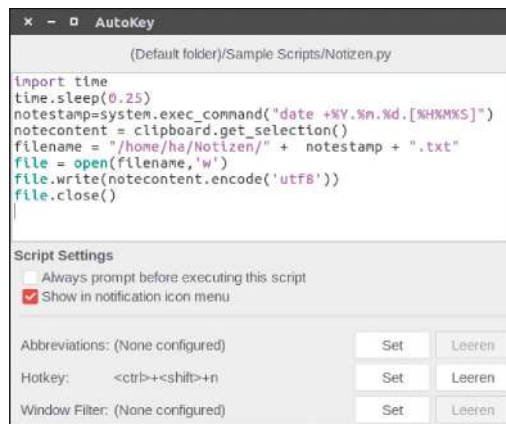 AutoKey
(Default folder)/Sample Scripts/Notizen.py
import time
time.sleep(0.25)
notestamp=system.exec_command("date +%Y.%m.%d.[%H%M%S]")
notecontent = clipboard.get_selection()
filename = "/home/ha/Notizen/" +  notestamp + ".txt"
file = open(filename,'w')
file.write(notecontent.encode('utf8'))
file.close()
Script Settings
Always prompt before executing this script
Show in notification icon menu
Abbreviations: (None configured) Set Leeren
Hotkey: <ctrl>+<shift>+n Set Leeren
Window Filter: (None configured) Set Leeren